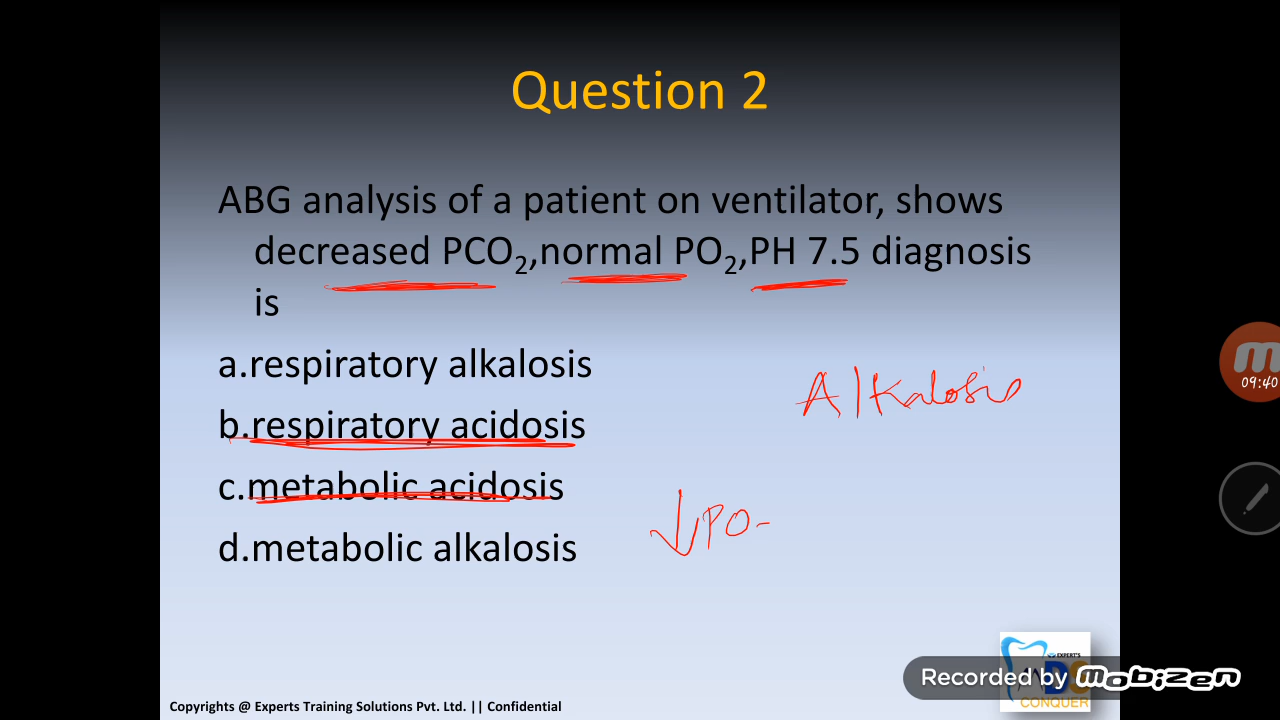 Question 2
ABG analysis of a patient on ventilator, shows
decreased PCO₂,normal PO₂,PH 7.5 diagnosis
is
a.respiratory alkalosis
Alkalosis
b.respiratory acidosis
c.metabolic acidosis
↓PO-
d.metabolic alkalosis
09:40
EXPERT'S
CONQUER
Recorded by mobizen
Copyrights @ Experts Training Solutions Pvt. Ltd. || Confidential